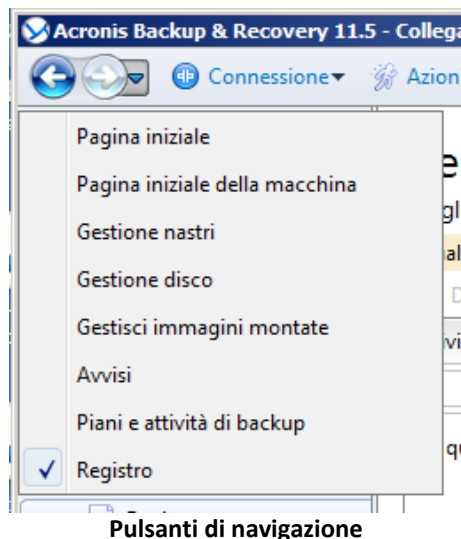 Acronis Backup & Recovery 11.5 - Collega
Connessione Azion
Pagina iniziale
Pagina iniziale della macchina
Gestione nastri
Gestione disco
Gestisci immagini montate
Avvisi
Piani e attività di backup
Registro
Pulsanti di navigazione